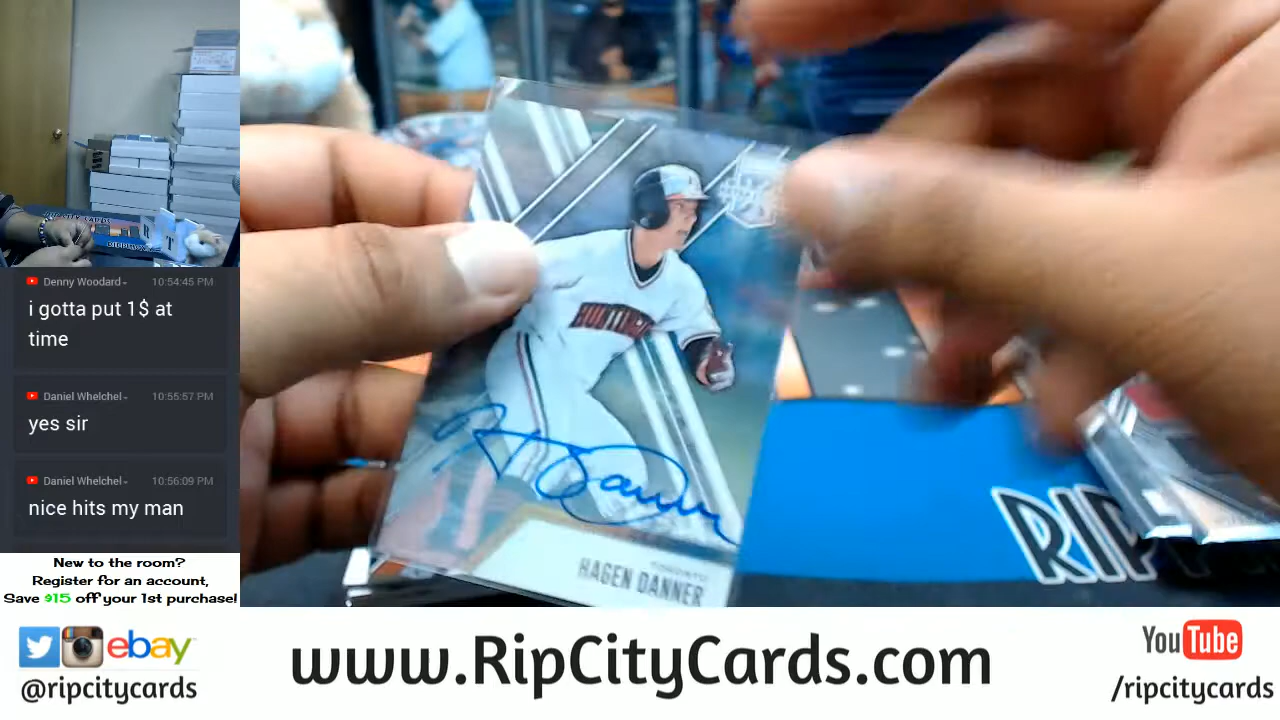 Denny Woodard
10:54:45 PM
i gotta put 1$ at
time
Daniel Whelchel
10:55:57 PM
yes sir
Daniel Whelchel
10:56:09 PM
nice hits my man
New to the room?
Register for an account,
Save $15 off your 1st purchase!
H Danner
TORONTO
HAGEN DANNER
RIP
ebay
@ripcitycards
www.RipCityCards.com
YouTube
/ripcitycards